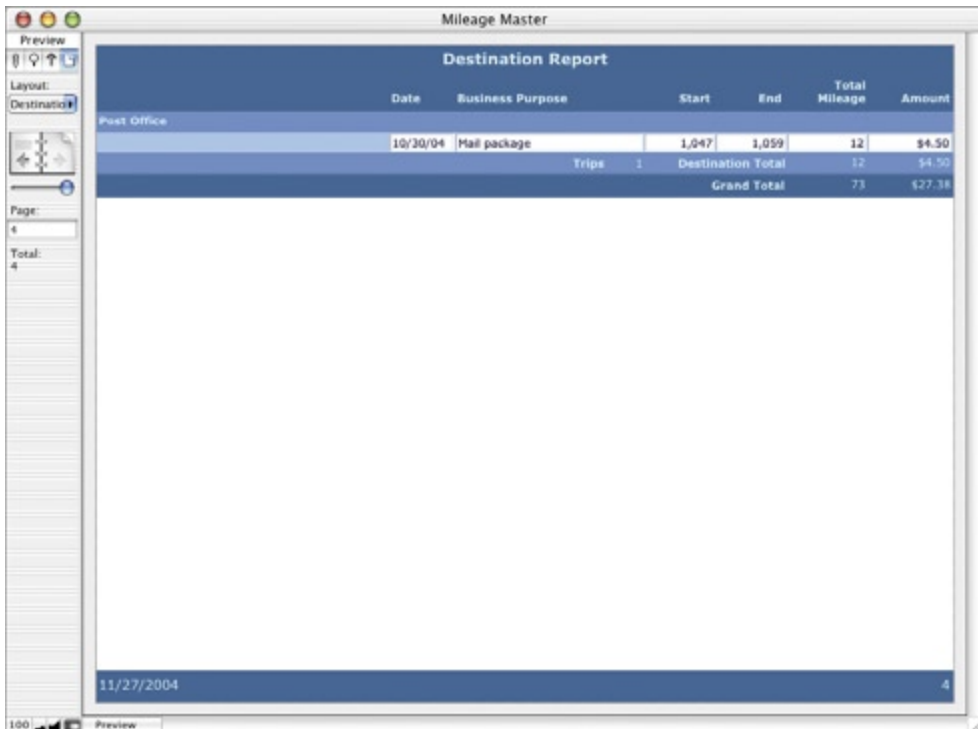 Mileage Master
Preview
Layout:
Destinatio
Page:
4
Total:
4
Destination Report
Date Business Purpose Start End Total Mileage Amount
Post Office
10/30/04 Mail package 1,047 1,059 12 $4.50
Trips 1 Destination Total 12 $4.50
Grand Total 73 $27.38
11/27/2004 4
100 Preview